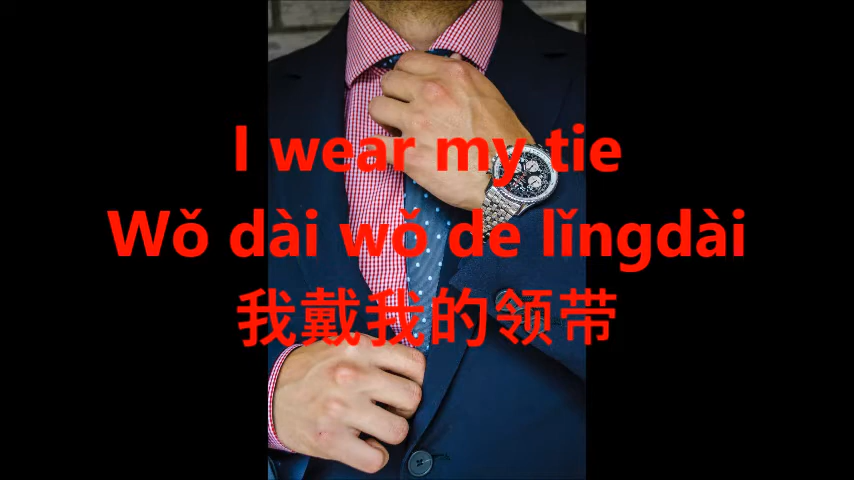 I wear my tie
Wǒ dài wǒ de lǐngdài
我戴我的领带